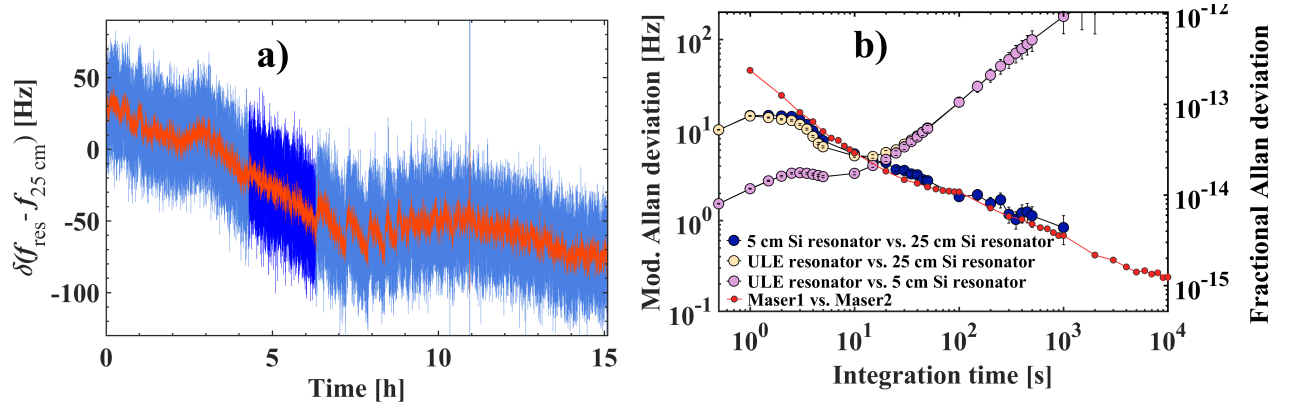 a)
50
0
-50
-100
δ(f_res - f_25 cm) [Hz]
0
5
10
15
Time [h]
b)
10^2
10^1
10^0
10^-1
Mod. Allan deviation [Hz]
10^-12
10^-13
10^-14
10^-15
Fractional Allan deviation
5 cm Si resonator vs. 25 cm Si resonator
ULE resonator vs. 25 cm Si resonator
ULE resonator vs. 5 cm Si resonator
Maser1 vs. Maser2
10^0
10^1
10^2
10^3
10^4
Integration time [s]